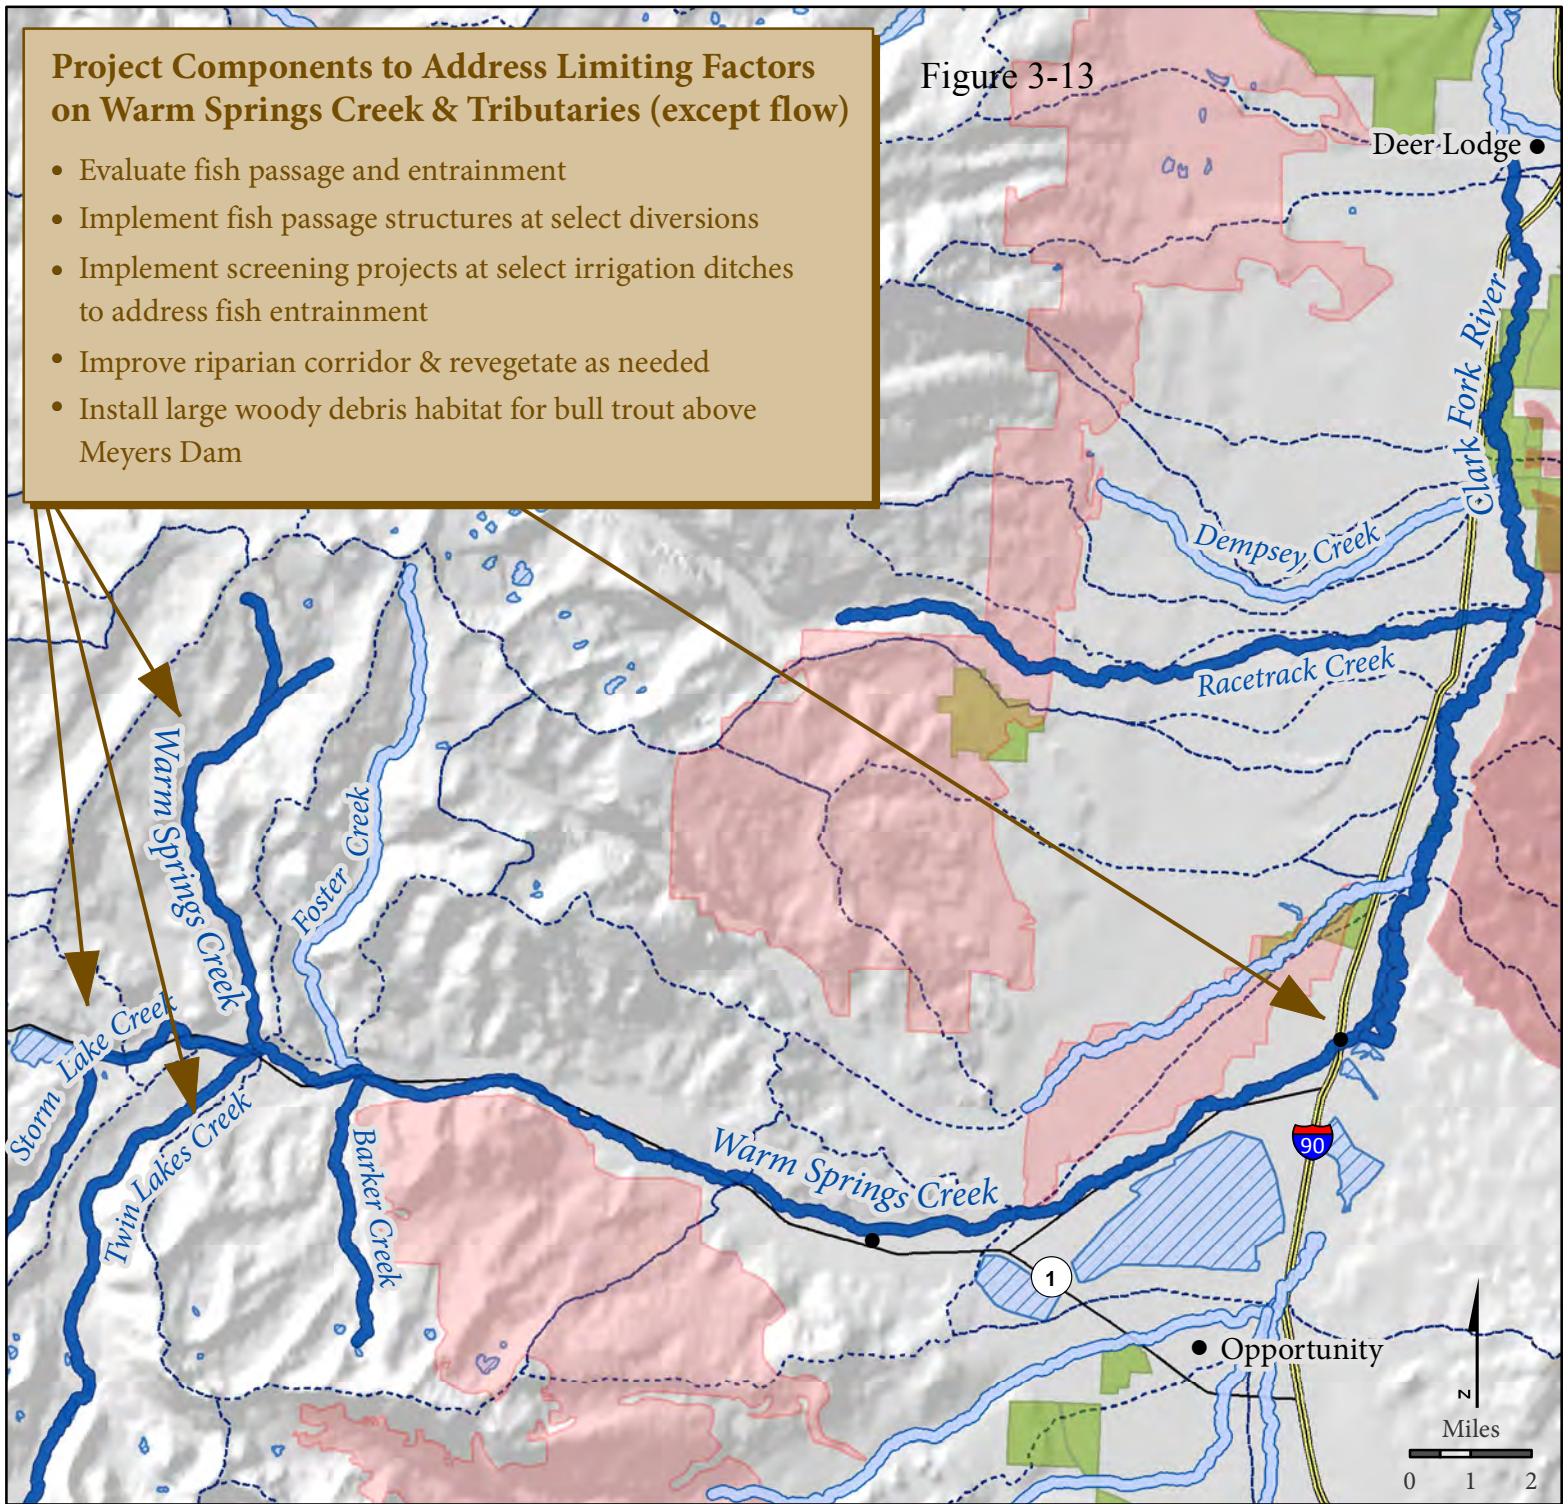 Project Components to Address Limiting Factors
on Warm Springs Creek & Tributaries (except flow)
• Evaluate fish passage and entrainment
• Implement fish passage structures at select diversions
• Implement screening projects at select irrigation ditches
to address fish entrainment
• Improve riparian corridor & revegetate as needed
• Install large woody debris habitat for bull trout above
Meyers Dam
Figure 3-13
Deer Lodge
Clark Fork River
Dempsey Creek
Racetrack Creek
Warm Springs Creek
Foster Creek
Storm Lake Creek
Twin Lakes Creek
Barker Creek
Warm Springs Creek
90
1
Opportunity
N
Miles
0 1 2